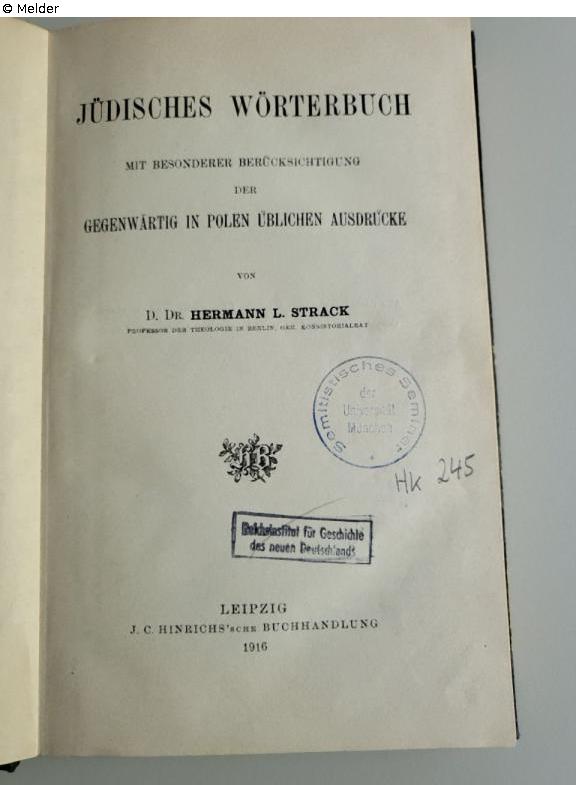 © Melder
JÜDISCHES WÖRTERBUCH
MIT BESONDERER BERÜCKSICHTIGUNG
DER
GEGENWÄRTIG IN POLEN ÜBLICHEN AUSDRÜCKE
VON
D. DR. HERMANN L. STRACK
PROFESSOR DER THEOLOGIE IN BERLIN, GEH. KONSISTORIALRAT
Semitistisches Seminar
der
Universität
München
HK 245
Reichsinstitut für Geschichte
des neuen Deutschlands
LEIPZIG
J. C. HINRICHS'SCHE BUCHHANDLUNG
1916